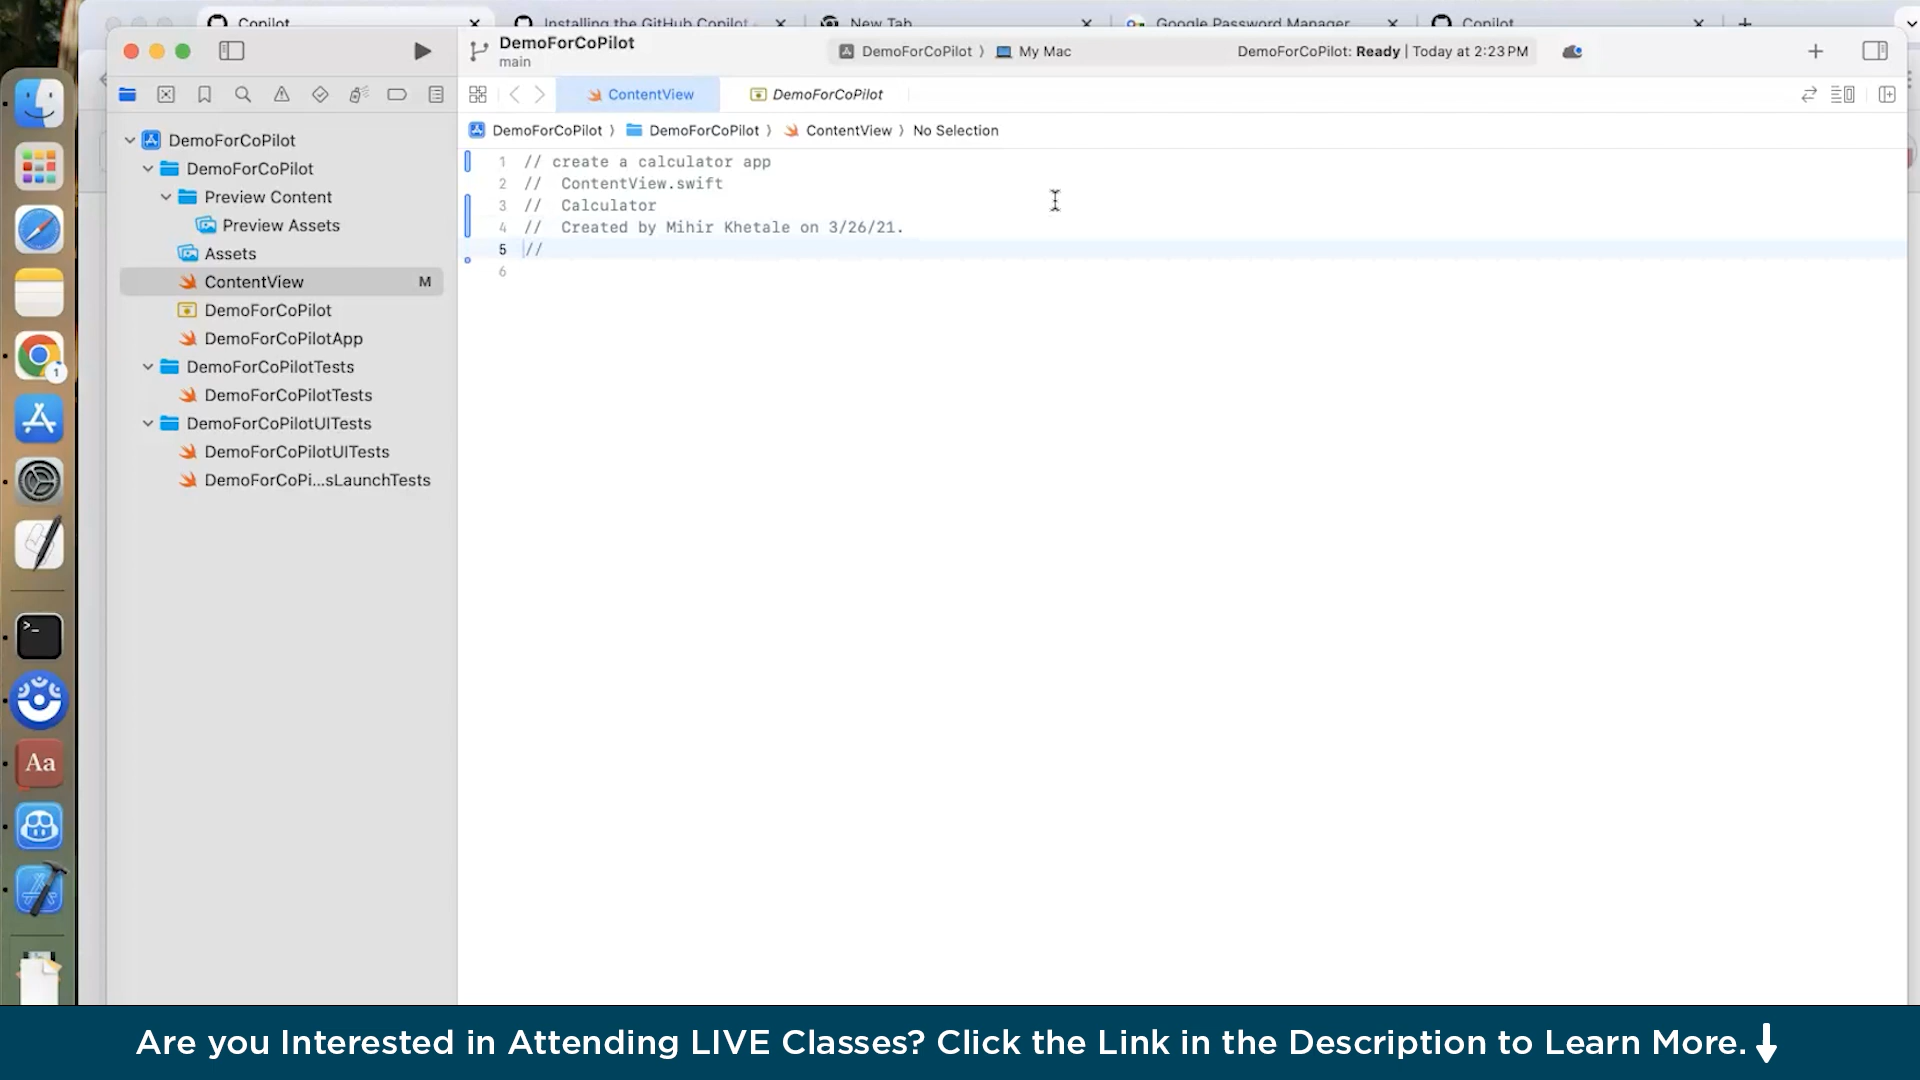 Copilot
Installing the GitHub Copilot
New Tab
Google Password Manager
Copilot
DemoForCoPilot
main
DemoForCoPilot 〉 My Mac
DemoForCoPilot: Ready | Today at 2:23 PM
ContentView
DemoForCoPilot
DemoForCoPilot 〉 DemoForCoPilot 〉 ContentView 〉 No Selection
DemoForCoPilot
DemoForCoPilot
Preview Content
Preview Assets
Assets
ContentView M
DemoForCoPilot
DemoForCoPilotApp
DemoForCoPilotTests
DemoForCoPilotTests
DemoForCoPilotUITests
DemoForCoPilotUITests
DemoForCoPi...sLaunchTests
1 // create a calculator app
2 // ContentView.swift
3 // Calculator
4 // Created by Mihir Khetale on 3/26/21.
5 //
6
1
>_
Aa
Are you Interested in Attending LIVE Classes? Click the Link in the Description to Learn More.